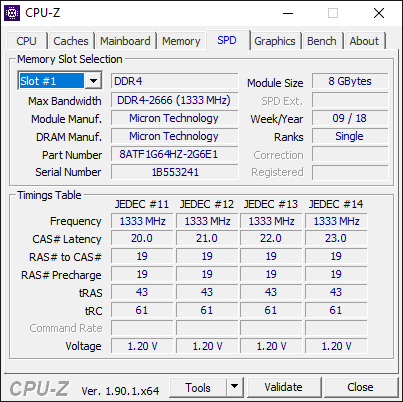 CPU-Z
CPU Caches Mainboard Memory SPD Graphics Bench About
Memory Slot Selection
Slot #1 DDR4 Module Size 8 GBytes
Max Bandwidth DDR4-2666 (1333 MHz) SPD Ext.
Module Manuf. Micron Technology Week/Year 09 / 18
DRAM Manuf. Micron Technology Ranks Single
Part Number 8ATF1G64HZ-2G6E1 Correction
Serial Number 1B553241 Registered
Timings Table
JEDEC #11 JEDEC #12 JEDEC #13 JEDEC #14
Frequency 1333 MHz 1333 MHz 1333 MHz 1333 MHz
CAS# Latency 20.0 21.0 22.0 23.0
RAS# to CAS# 19 19 19 19
RAS# Precharge 19 19 19 19
tRAS 43 43 43 43
tRC 61 61 61 61
Command Rate
Voltage 1.20 V 1.20 V 1.20 V 1.20 V
CPU-Z Ver. 1.90.1.x64 Tools Validate Close